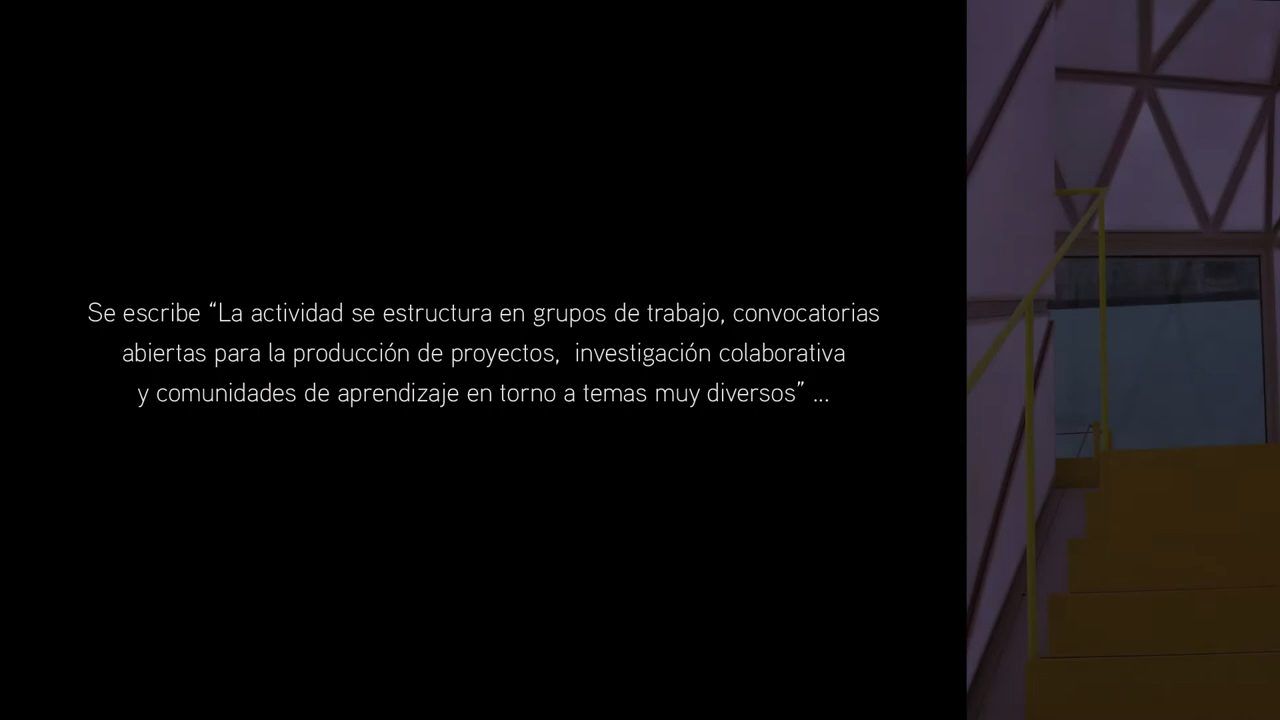 Se escribe “La actividad se estructura en grupos de trabajo, convocatorias
abiertas para la producción de proyectos,  investigación colaborativa
y comunidades de aprendizaje en torno a temas muy diversos” ...